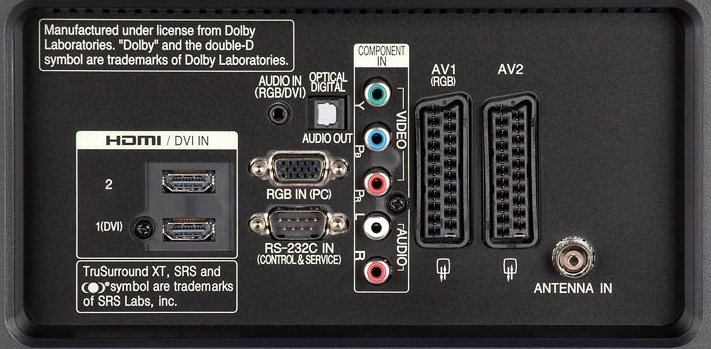 Manufactured under license from Dolby
Laboratories. "Dolby" and the double-D
symbol are trademarks of Dolby Laboratories.
AUDIO IN
(RGB/DVI)
OPTICAL
DIGITAL
AUDIO OUT
COMPONENT
IN
Y
PB
PR
VIDEO
L
R
AUDIO
AV1
(RGB)
AV2
HDMI / DVI IN
2
1(DVI)
RGB IN (PC)
RS-232C IN
(CONTROL & SERVICE)
ANTENNA IN
TruSurround XT, SRS and
symbol are trademarks
of SRS Labs, inc.